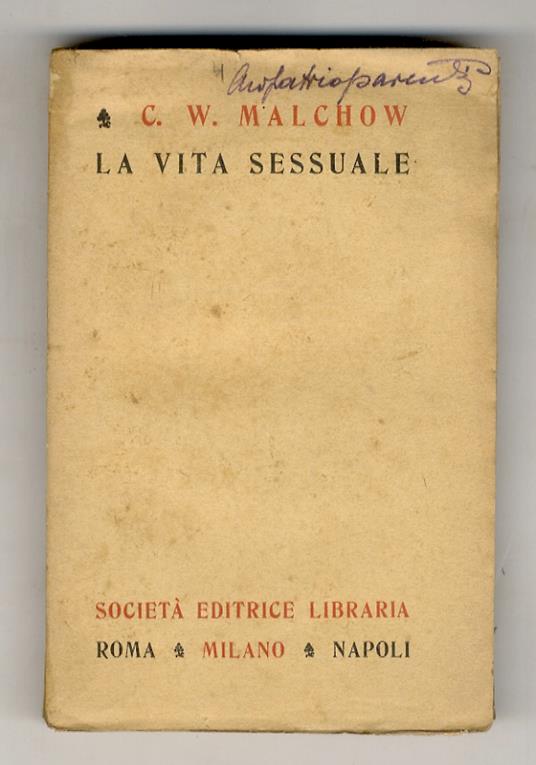 C. W. MALCHOW
LA VITA SESSUALE
SOCIETÀ EDITRICE LIBRARIA
ROMA MILANO NAPOLI